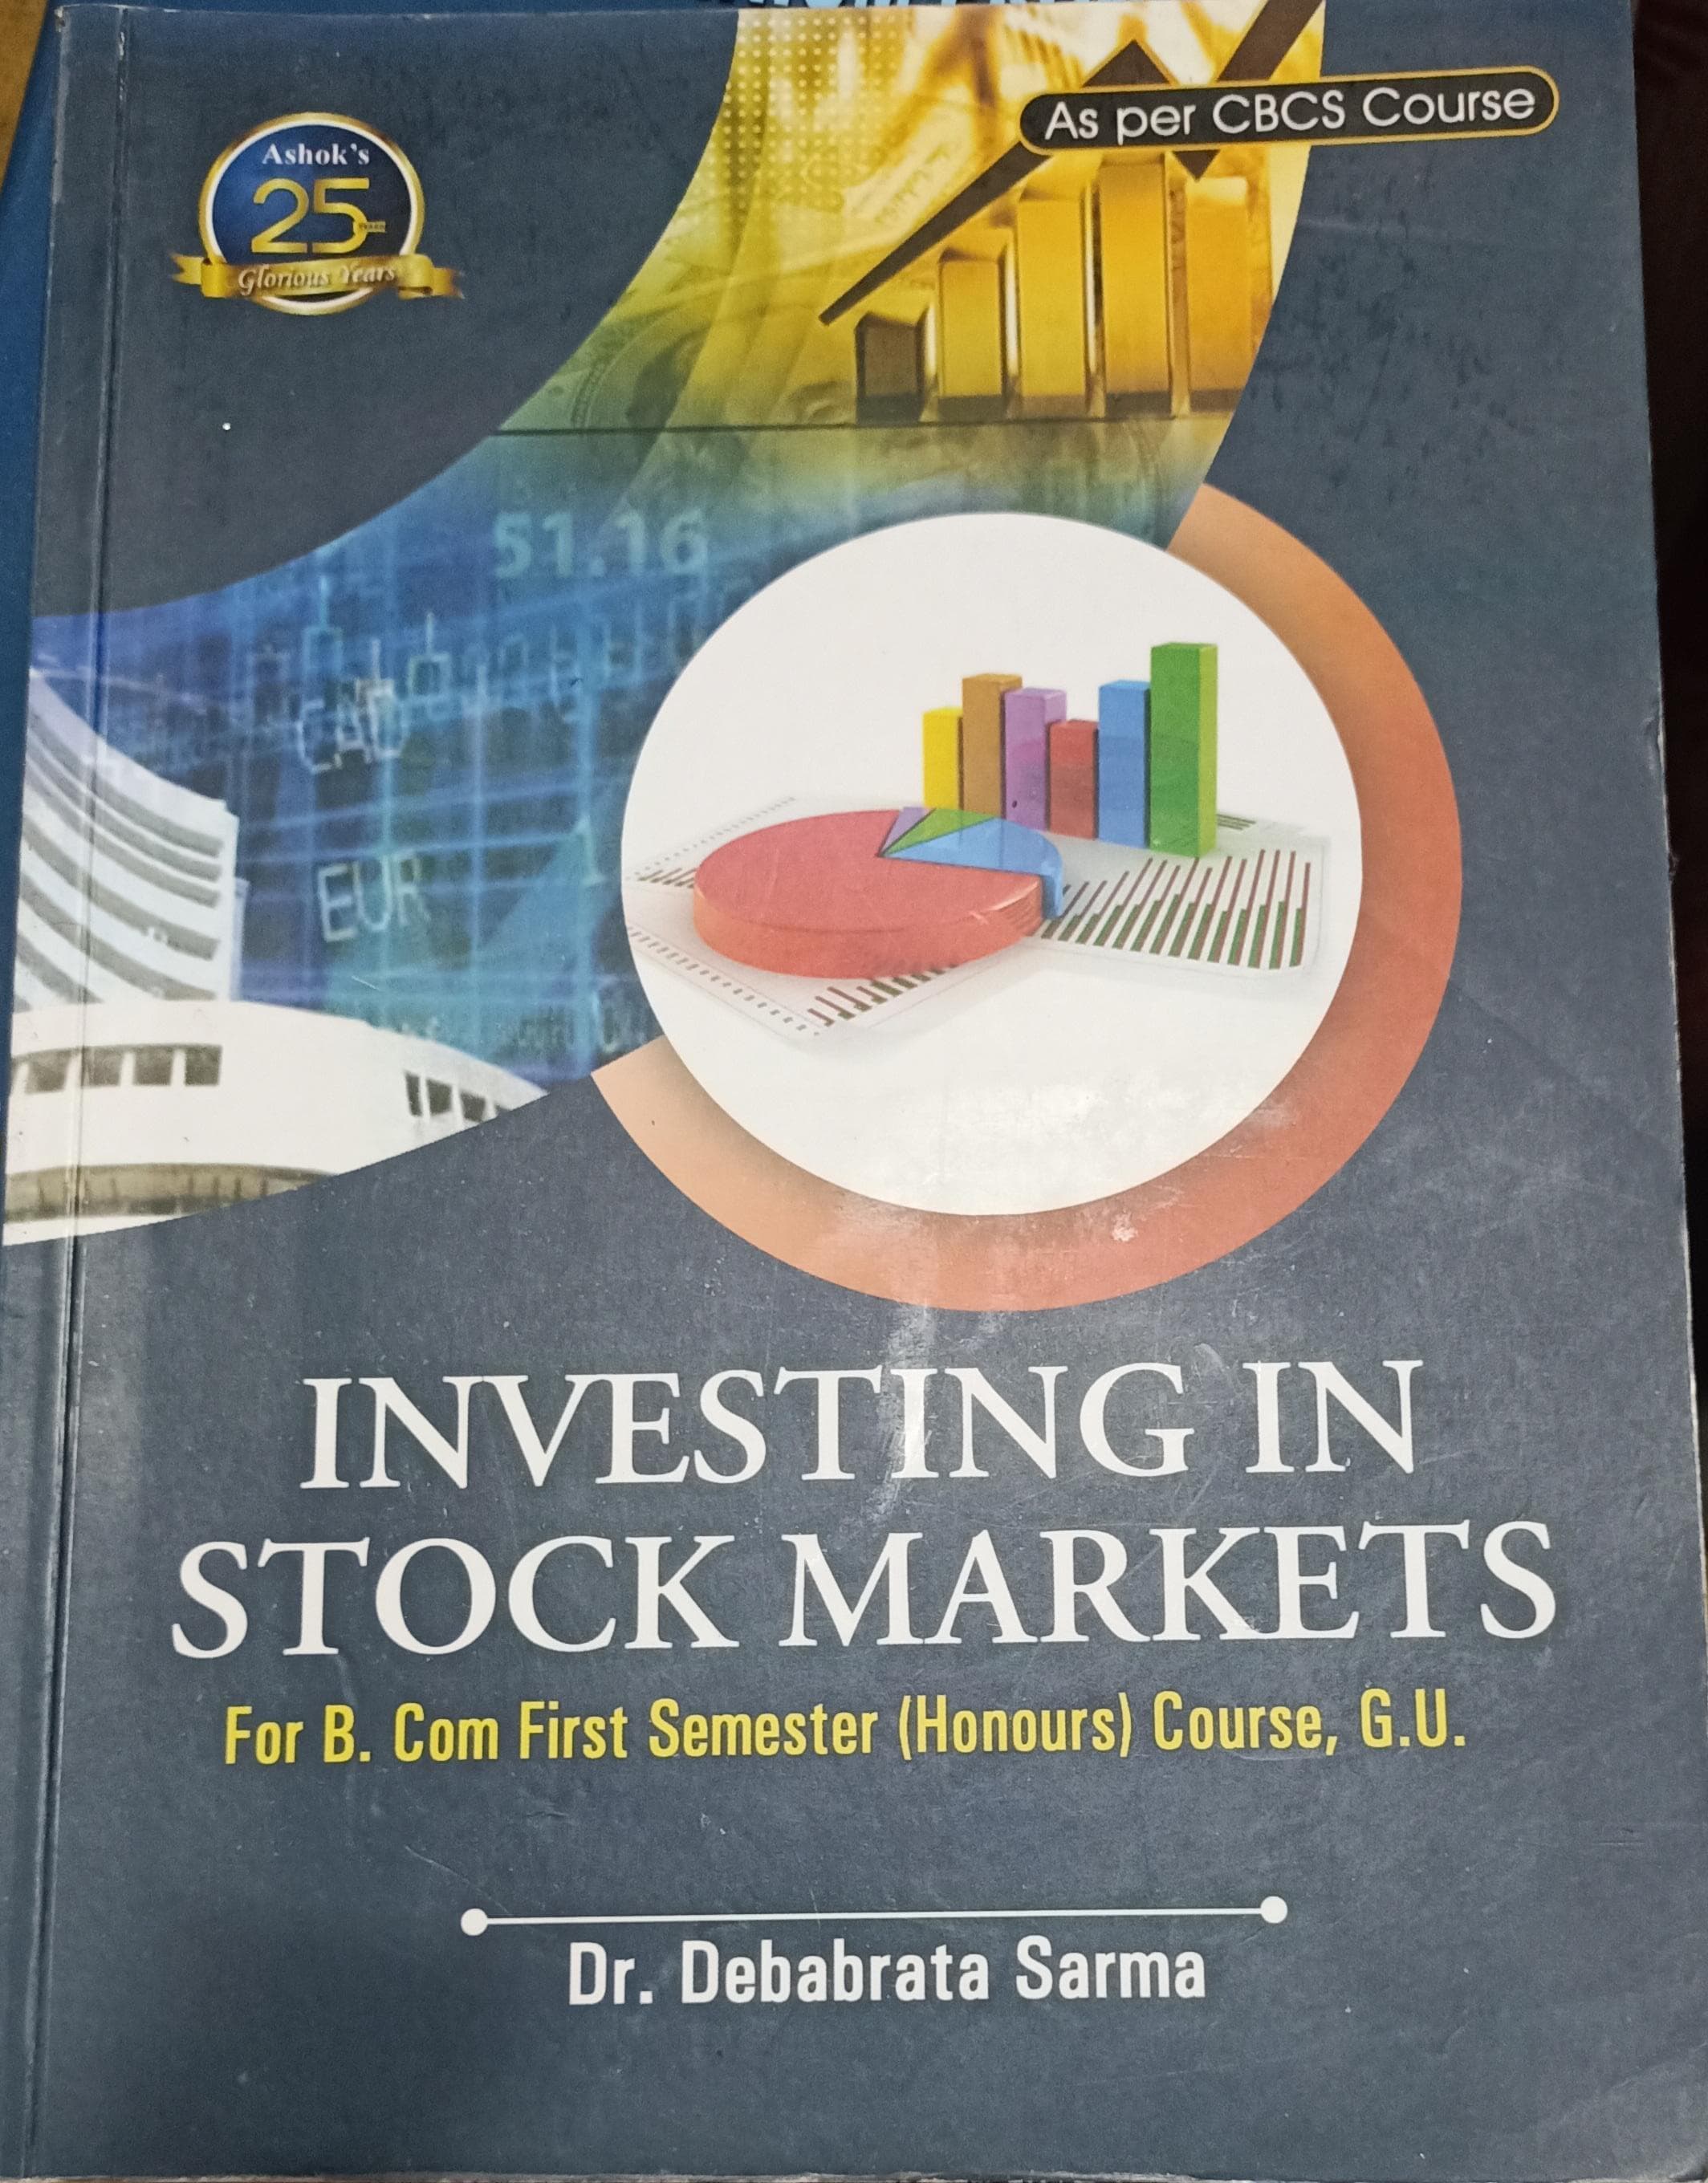 As per CBCS Course
Ashok's
25
YEARS
Glorious Years
51.16
CAD
EUR
INVESTING IN
STOCK MARKETS
For B. Com First Semester (Honours) Course, G.U.
Dr. Debabrata Sarma